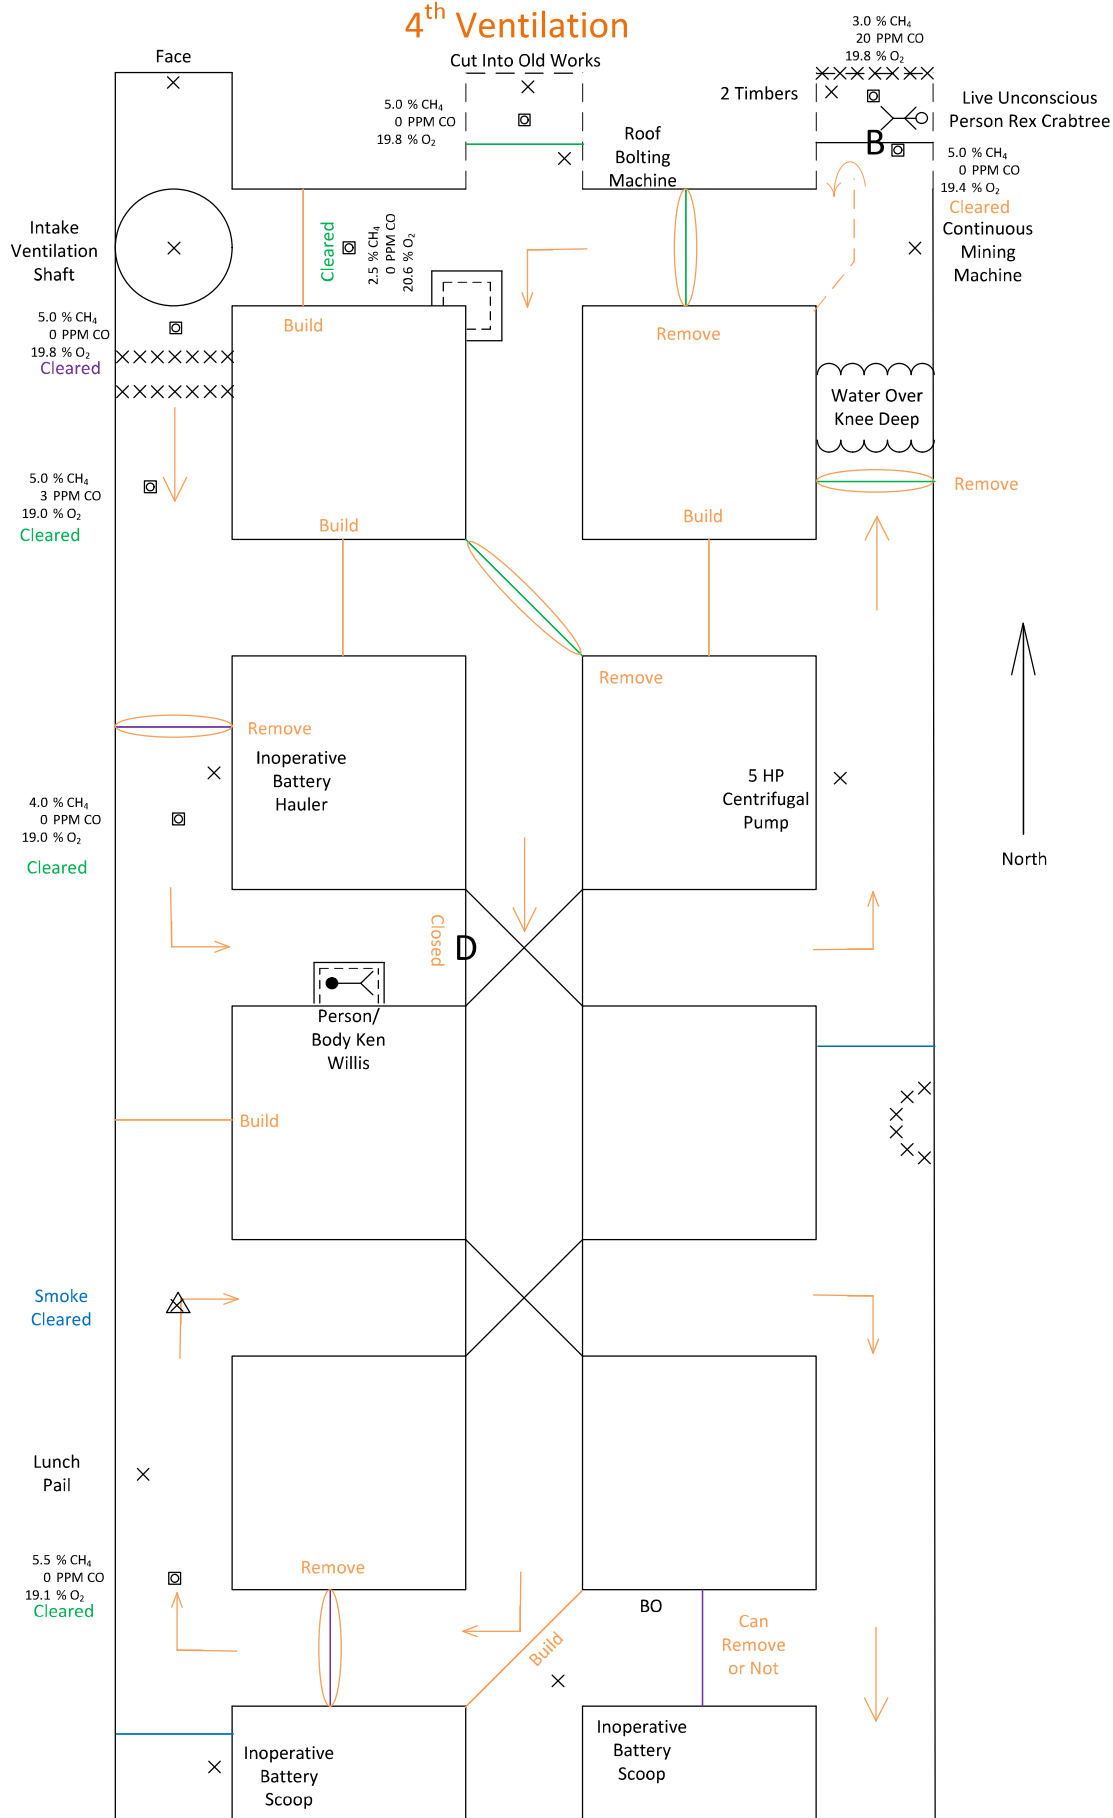 4th Ventilation
3.0 % CH4
20 PPM CO
19.8 % O2
Face
Cut Into Old Works
2 Timbers
Live Unconscious
Person Rex Crabtree
5.0 % CH4
0 PPM CO
19.8 % O2
Roof
Bolting
Machine
B
5.0 % CH4
0 PPM CO
19.4 % O2
Cleared
Continuous
Mining
Machine
Intake
Ventilation
Shaft
Cleared
2.5 % CH4
0 PPM CO
20.6 % O2
5.0 % CH4
0 PPM CO
19.8 % O2
Cleared
Build
Remove
Water Over
Knee Deep
5.0 % CH4
3 PPM CO
19.0 % O2
Cleared
Build
Build
Remove
Remove
Remove
Inoperative
Battery
Hauler
5 HP
Centrifugal
Pump
4.0 % CH4
0 PPM CO
19.0 % O2
Cleared
North
Closed
D
Person/
Body Ken
Willis
Build
Smoke
Cleared
Lunch
Pail
5.5 % CH4
0 PPM CO
19.1 % O2
Cleared
Remove
BO
Build
Can
Remove
or Not
Inoperative
Battery
Scoop
Inoperative
Battery
Scoop